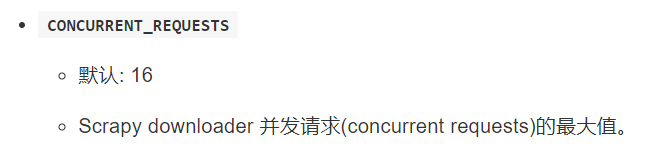 CONCURRENT_REQUESTS
默认: 16
Scrapy downloader 并发请求(concurrent requests)的最大值。